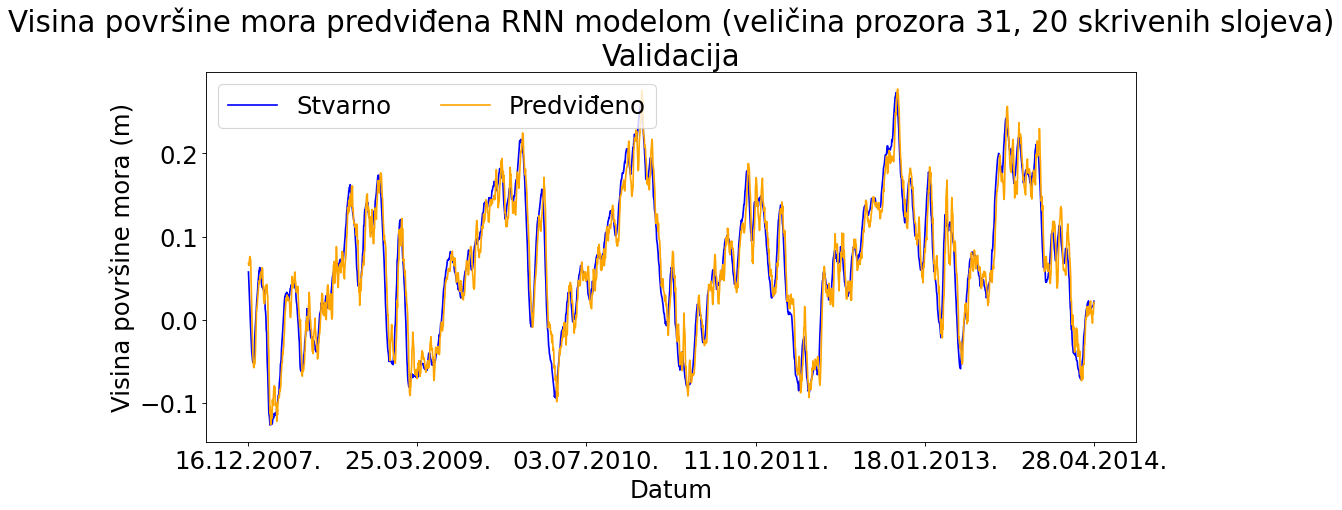 Visina površine mora predviđena RNN modelom (veličina prozora 31, 20 skrivenih slojeva)
Validacija
Stvarno Predviđeno
Visina površine mora (m)
0.2
0.1
0.0
−0.1
16.12.2007. 25.03.2009. 03.07.2010. 11.10.2011. 18.01.2013. 28.04.2014.
Datum